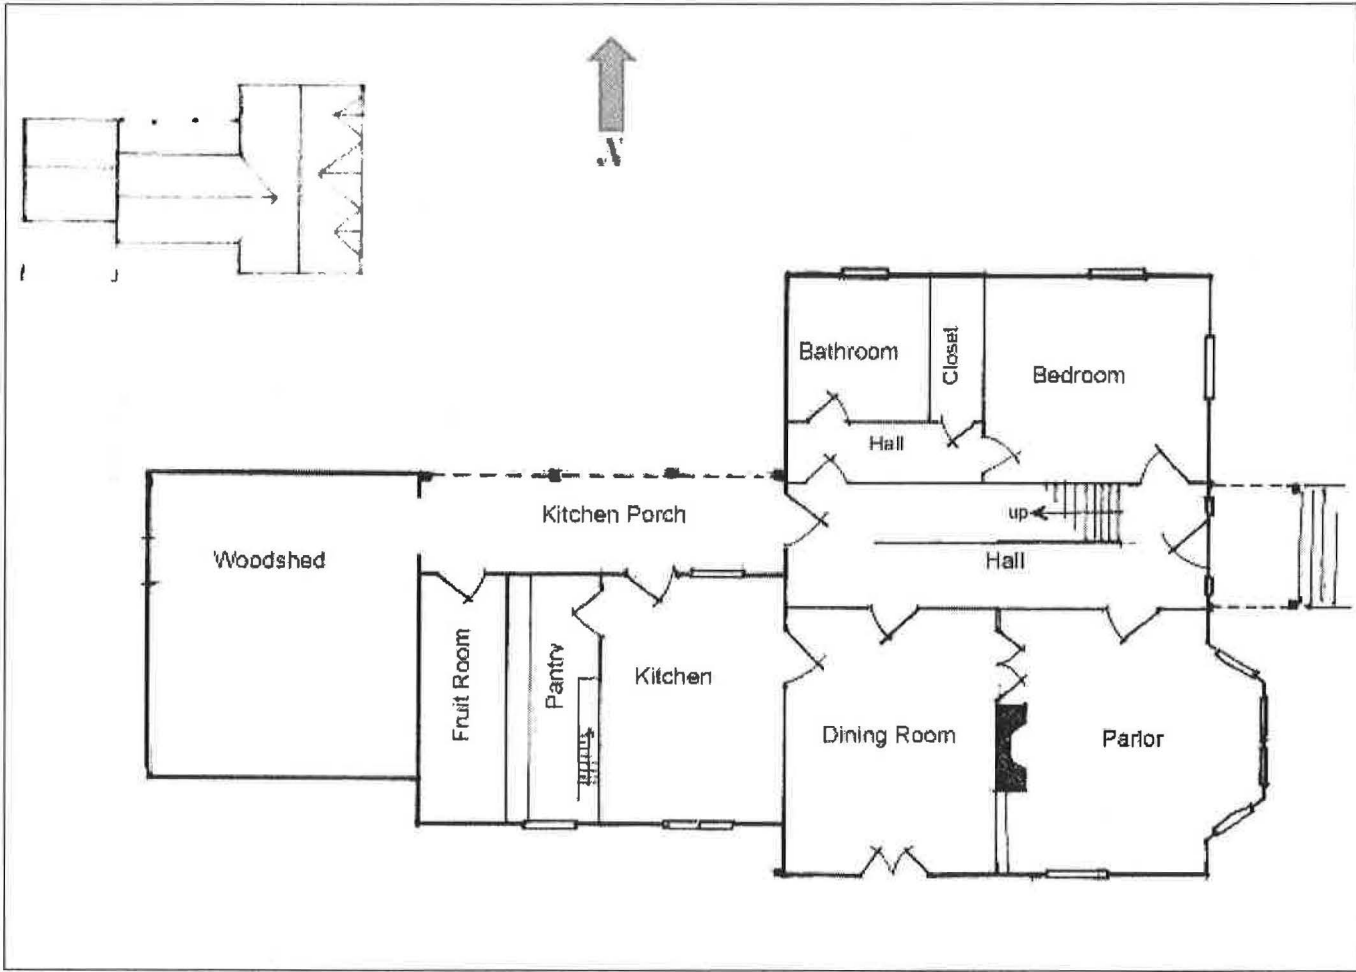 N
Bathroom
Closet
Bedroom
Hall
Kitchen Porch
up
Woodshed
Hall
Fruit Room
Pantry
Kitchen
Dining Room
Parlor